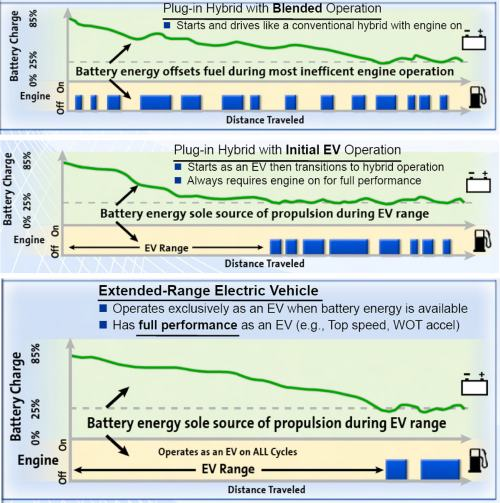 Plug-in Hybrid with Blended Operation
Starts and drives like a conventional hybrid with engine on
Battery Charge
85%
25%
0%
Battery energy offsets fuel during most inefficent engine operation
Engine
On
Off
Distance Traveled
Plug-in Hybrid with Initial EV Operation
Starts as an EV then transitions to hybrid operation
Always requires engine on for full performance
Battery Charge
85%
25%
0%
Battery energy sole source of propulsion during EV range
Engine
On
Off
EV Range
Distance Traveled
Extended-Range Electric Vehicle
Operates exclusively as an EV when battery energy is available
Has full performance as an EV (e.g., Top speed, WOT accel)
Battery Charge
85%
25%
0%
Battery energy sole source of propulsion during EV range
Engine
On
Off
Operates as an EV on ALL Cycles
EV Range
Distance Traveled